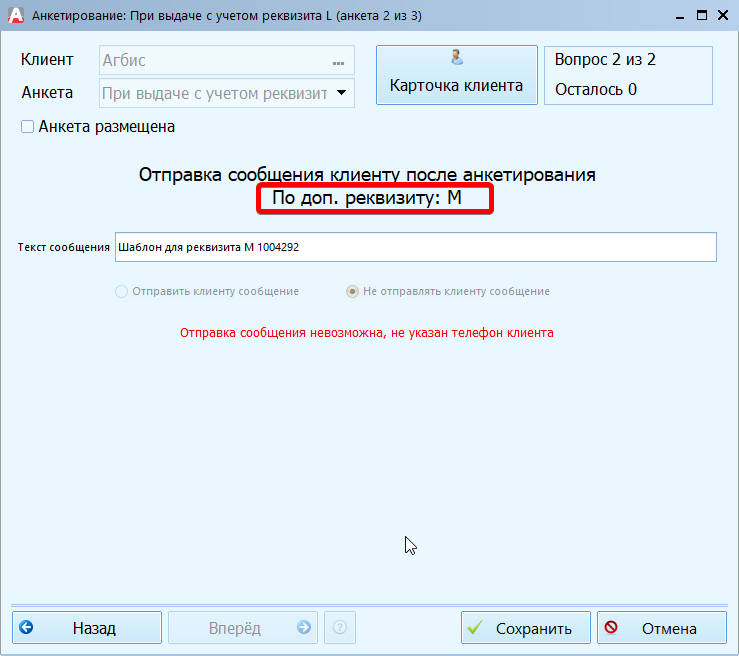 Анкетирование: При выдаче с учетом реквизита L (анкета 2 из 3)
Клиент Агбис ... Карточка клиента Вопрос 2 из 2
Анкета При выдаче с учетом реквизит Осталось 0
Анкета размещена
Отправка сообщения клиенту после анкетирования
По доп. реквизиту: М
Текст сообщения Шаблон для реквизита М 1004292
Отправить клиенту сообщение Не отправлять клиенту сообщение
Отправка сообщения невозможна, не указан телефон клиента
Назад Вперёд ? Сохранить Отмена